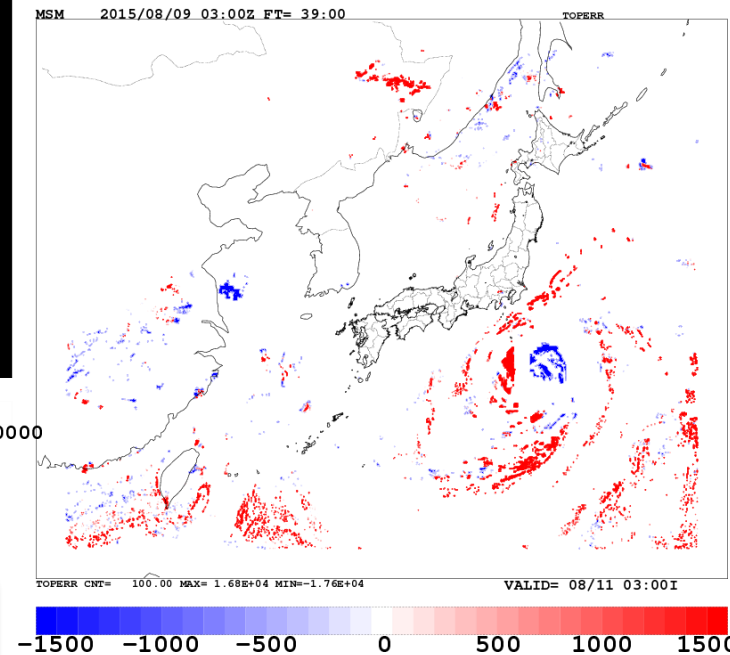 MSM 2015/08/09 03:00Z FT= 39:00 TOPERR
0000
TOPERR CNT= 100.00 MAX= 1.68E+04 MIN=-1.76E+04 VALID= 08/11 03:00I
-1500 -1000 -500 0 500 1000 1500